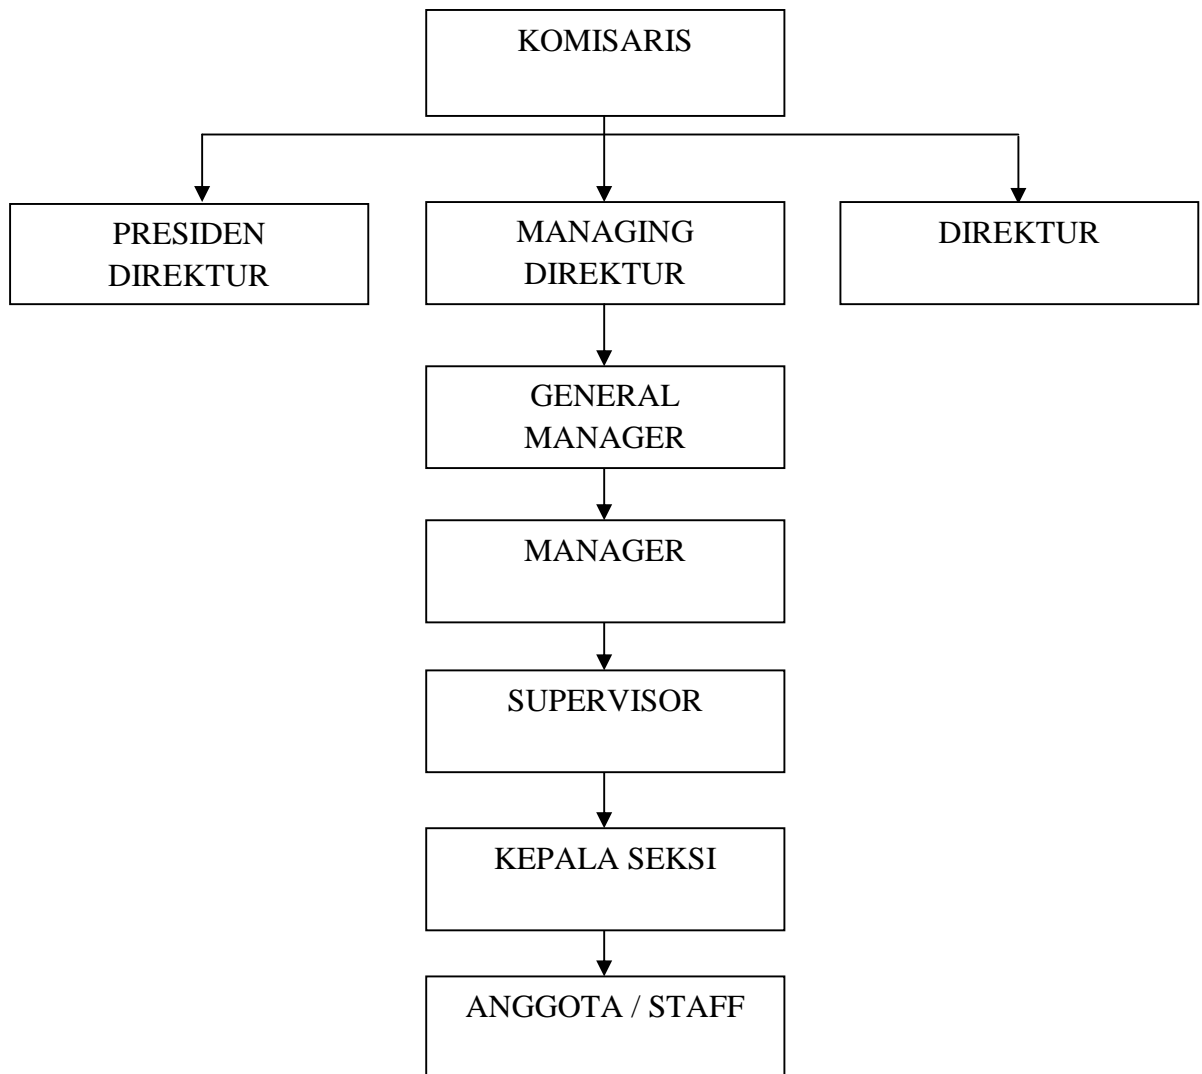 KOMISARIS
PRESIDEN
DIREKTUR
MANAGING
DIREKTUR
DIREKTUR
GENERAL
MANAGER
MANAGER
SUPERVISOR
KEPALA SEKSI
ANGGOTA / STAFF